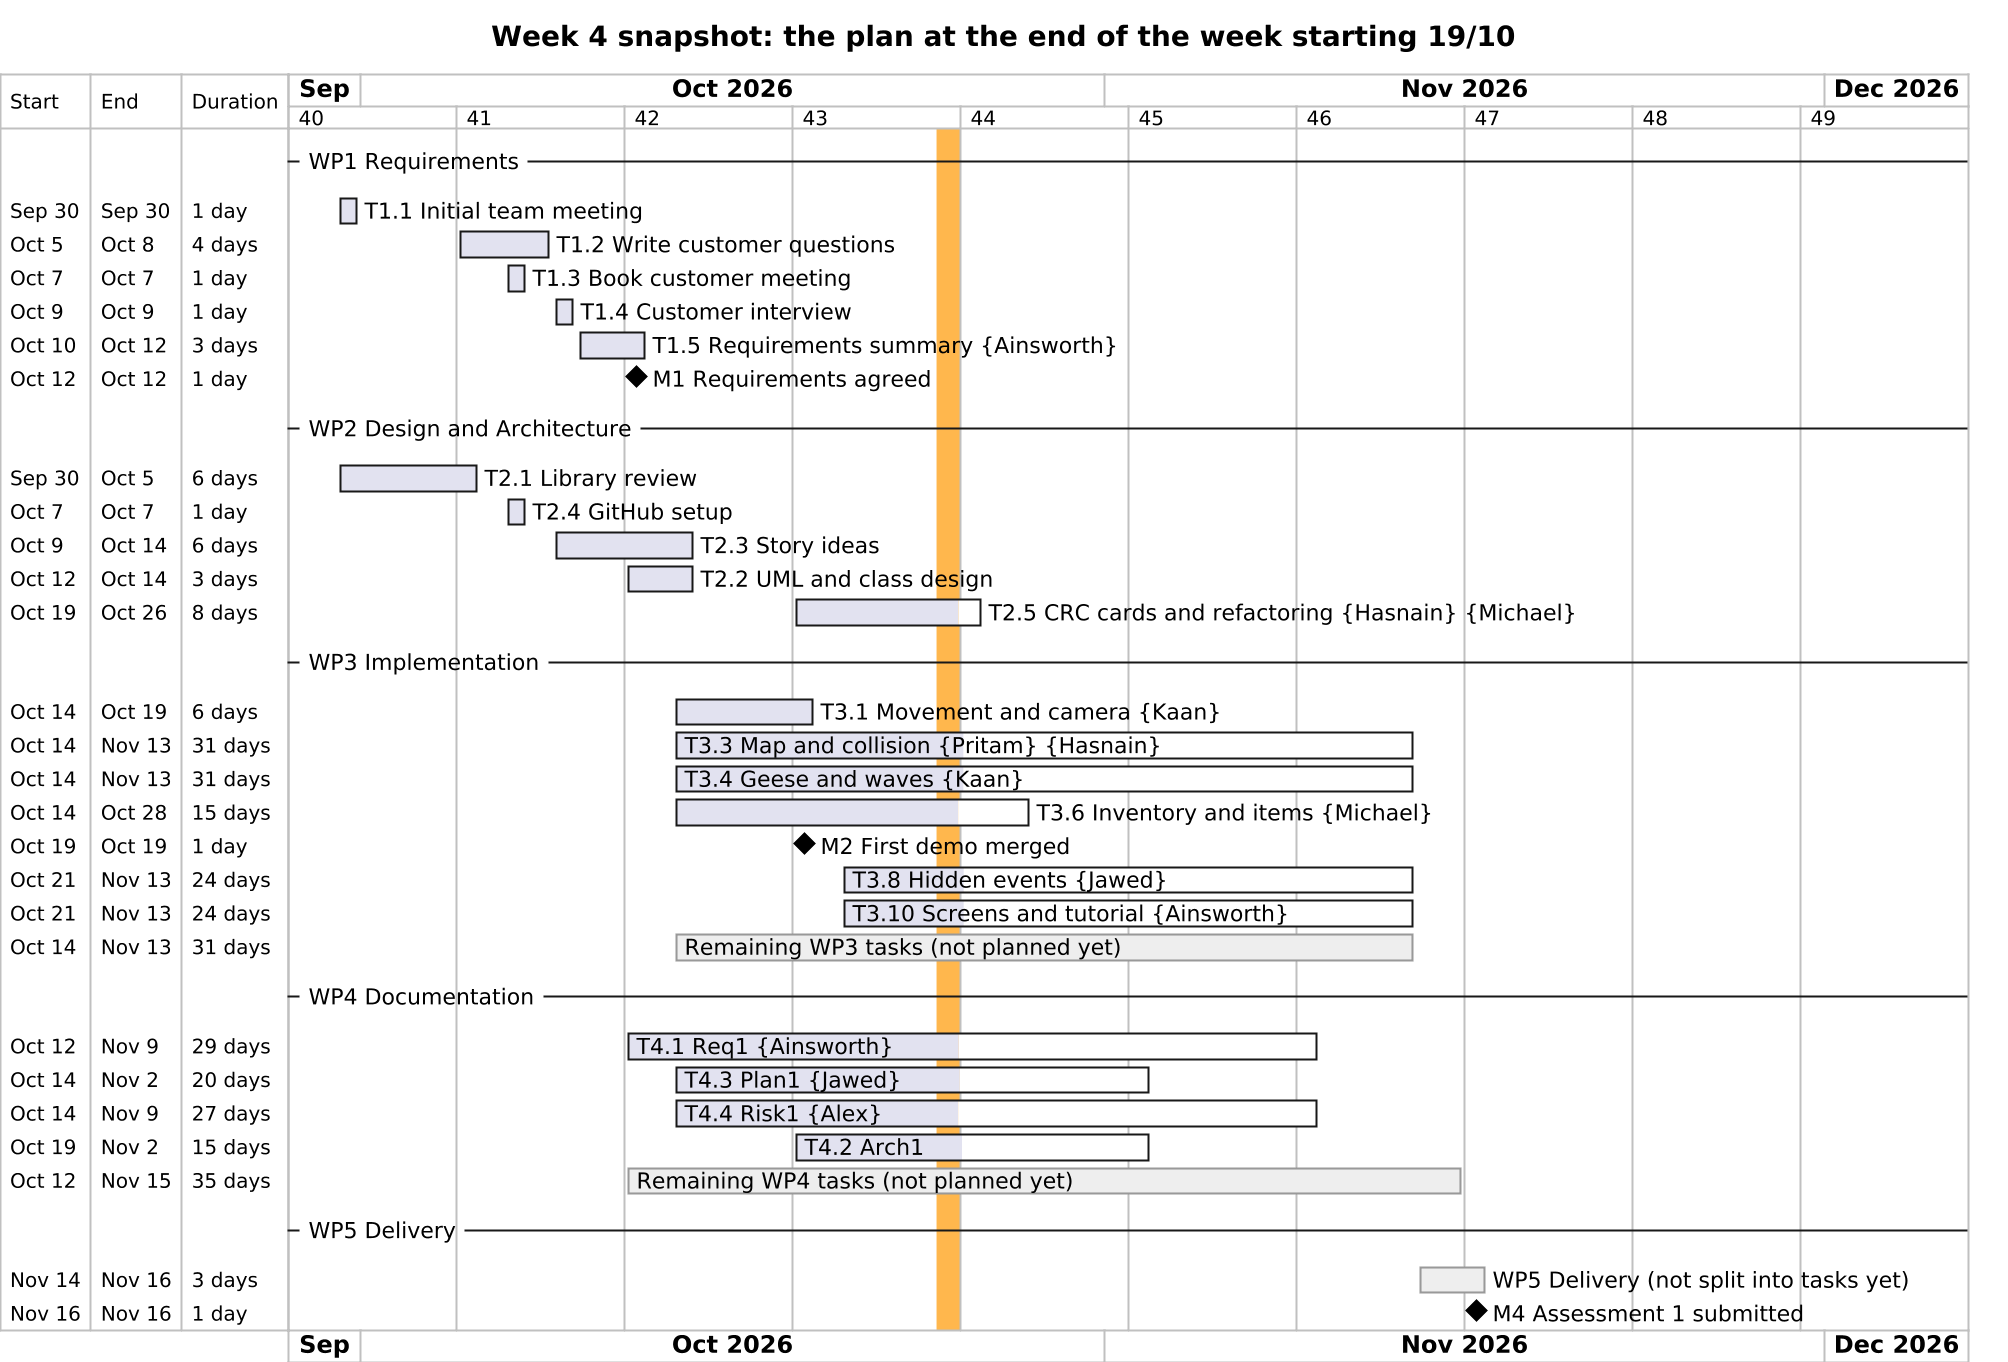 Week 4 snapshot: the plan at the end of the week starting 19/10
Start End Duration Sep Oct 2026 Nov 2026 Dec 2026
40 41 42 43 44 45 46 47 48 49
WP1 Requirements
Sep 30 Sep 30 1 day T1.1 Initial team meeting
Oct 5 Oct 8 4 days T1.2 Write customer questions
Oct 7 Oct 7 1 day T1.3 Book customer meeting
Oct 9 Oct 9 1 day T1.4 Customer interview
Oct 10 Oct 12 3 days T1.5 Requirements summary {Ainsworth}
Oct 12 Oct 12 1 day M1 Requirements agreed
WP2 Design and Architecture
Sep 30 Oct 5 6 days T2.1 Library review
Oct 7 Oct 7 1 day T2.4 GitHub setup
Oct 9 Oct 14 6 days T2.3 Story ideas
Oct 12 Oct 14 3 days T2.2 UML and class design
Oct 19 Oct 26 8 days T2.5 CRC cards and refactoring {Hasnain} {Michael}
WP3 Implementation
Oct 14 Oct 19 6 days T3.1 Movement and camera {Kaan}
Oct 14 Nov 13 31 days T3.3 Map and collision {Pritam} {Hasnain}
Oct 14 Nov 13 31 days T3.4 Geese and waves {Kaan}
Oct 14 Oct 28 15 days T3.6 Inventory and items {Michael}
Oct 19 Oct 19 1 day M2 First demo merged
Oct 21 Nov 13 24 days T3.8 Hidden events {Jawed}
Oct 21 Nov 13 24 days T3.10 Screens and tutorial {Ainsworth}
Oct 14 Nov 13 31 days Remaining WP3 tasks (not planned yet)
WP4 Documentation
Oct 12 Nov 9 29 days T4.1 Req1 {Ainsworth}
Oct 14 Nov 2 20 days T4.3 Plan1 {Jawed}
Oct 14 Nov 9 27 days T4.4 Risk1 {Alex}
Oct 19 Nov 2 15 days T4.2 Arch1
Oct 12 Nov 15 35 days Remaining WP4 tasks (not planned yet)
WP5 Delivery
Nov 14 Nov 16 3 days WP5 Delivery (not split into tasks yet)
Nov 16 Nov 16 1 day M4 Assessment 1 submitted
Sep Oct 2026 Nov 2026 Dec 2026